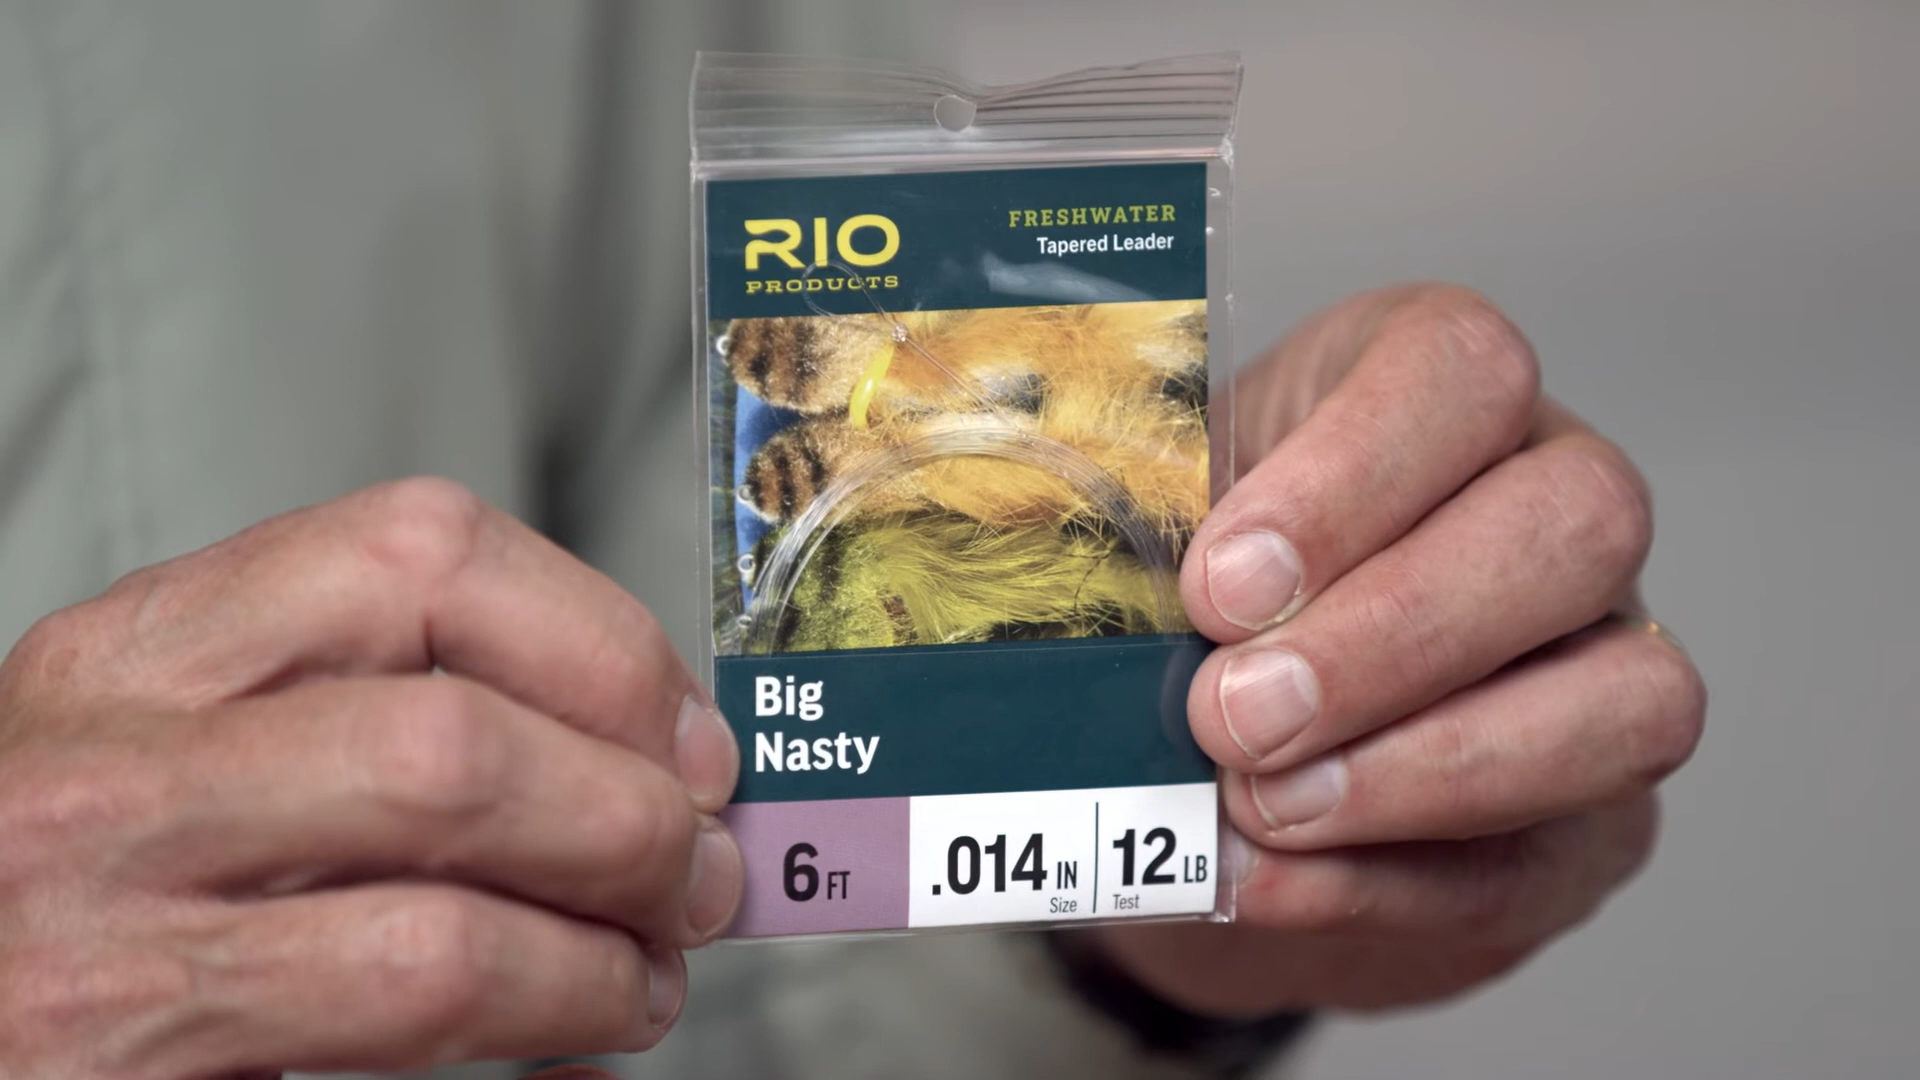 RIO
PRODUCTS
FRESHWATER
Tapered Leader
Big
Nasty
6 FT
.014 IN
Size
12 LB
Test